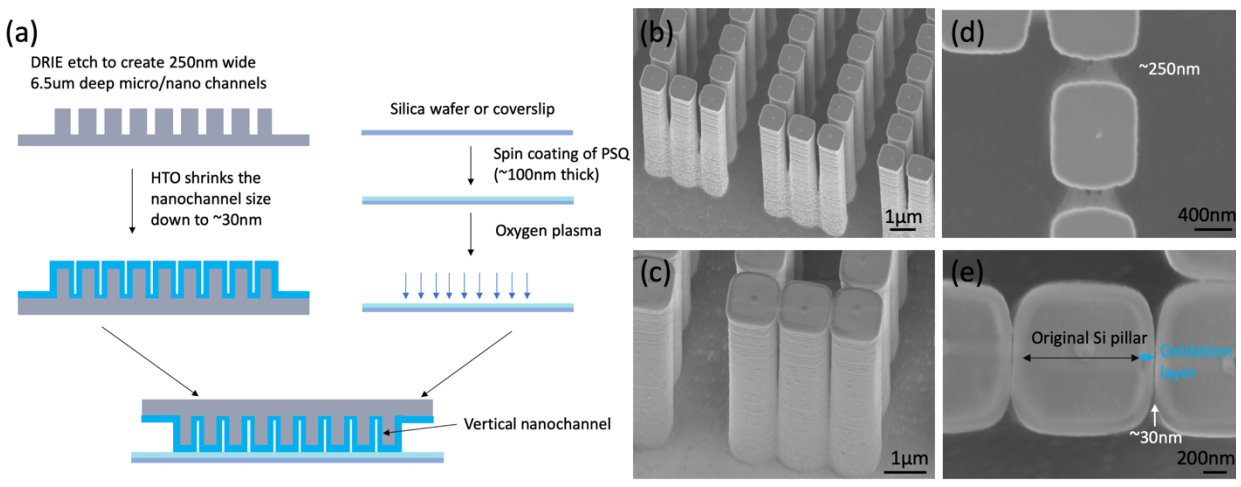 (a)
DRIE etch to create 250nm wide
6.5um deep micro/nano channels
HTO shrinks the
nanochannel size
down to ~30nm
Silica wafer or coverslip
Spin coating of PSQ
(~100nm thick)
Oxygen plasma
Vertical nanochannel
(b)
1μm
(c)
1μm
(d)
~250nm
400nm
(e)
Original Si pillar
Oxidation
layer
~30nm
200nm